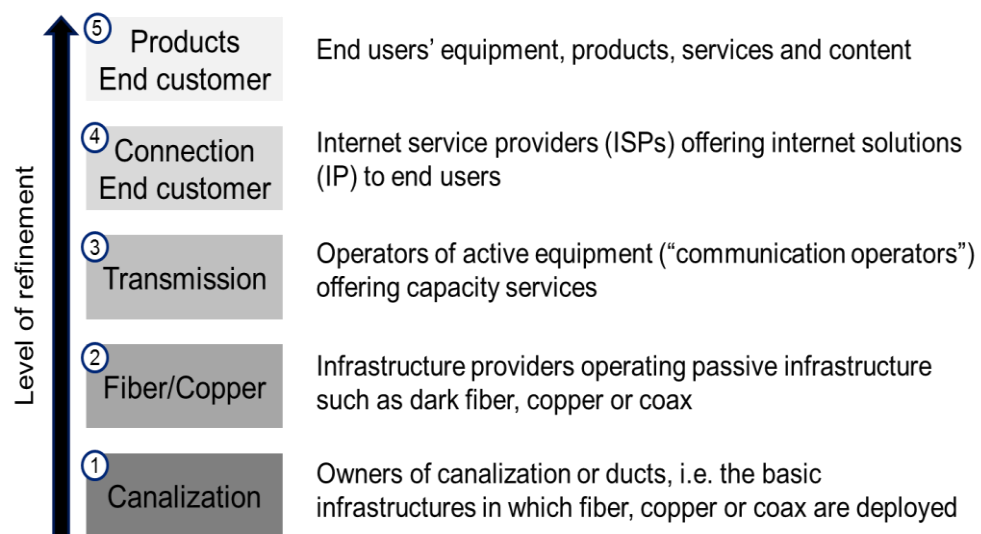 5
Products
End customer
End users’ equipment, products, services and content
4
Connection
End customer
Internet service providers (ISPs) offering internet solutions
(IP) to end users
3
Transmission
Operators of active equipment (“communication operators”)
offering capacity services
2
Fiber/Copper
Infrastructure providers operating passive infrastructure
such as dark fiber, copper or coax
1
Canalization
Owners of canalization or ducts, i.e. the basic
infrastructures in which fiber, copper or coax are deployed
Level of refinement